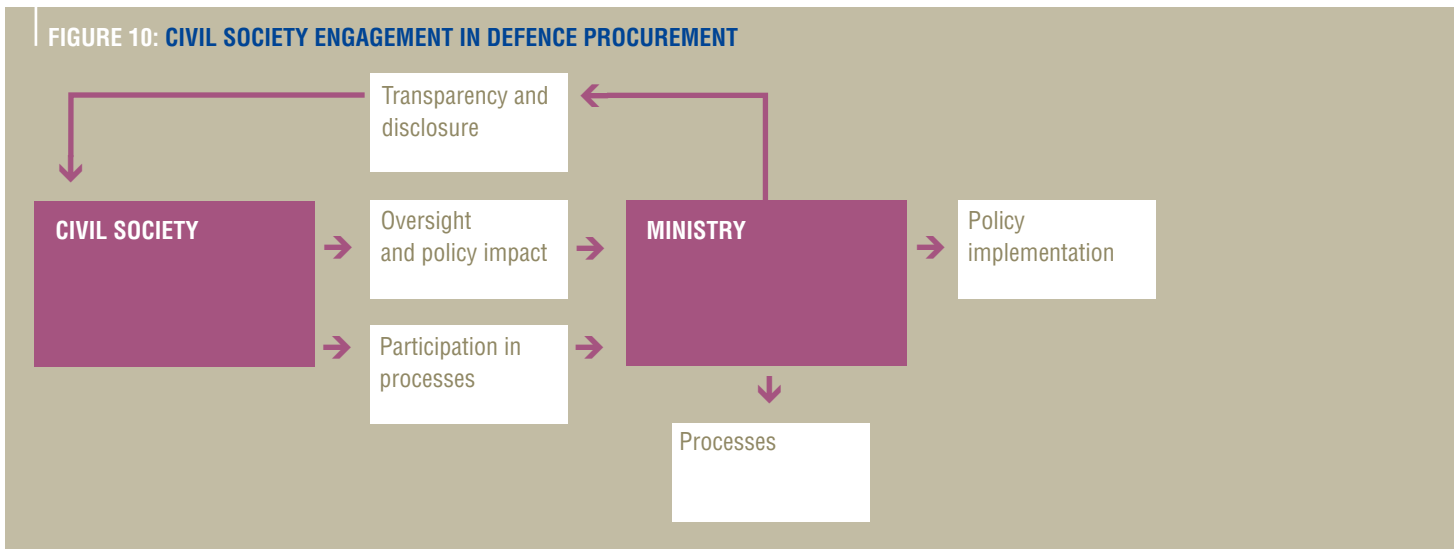 FIGURE 10: CIVIL SOCIETY ENGAGEMENT IN DEFENCE PROCUREMENT
Transparency and
disclosure
CIVIL SOCIETY
Oversight
and policy impact
MINISTRY
Policy
implementation
Participation in
processes
Processes